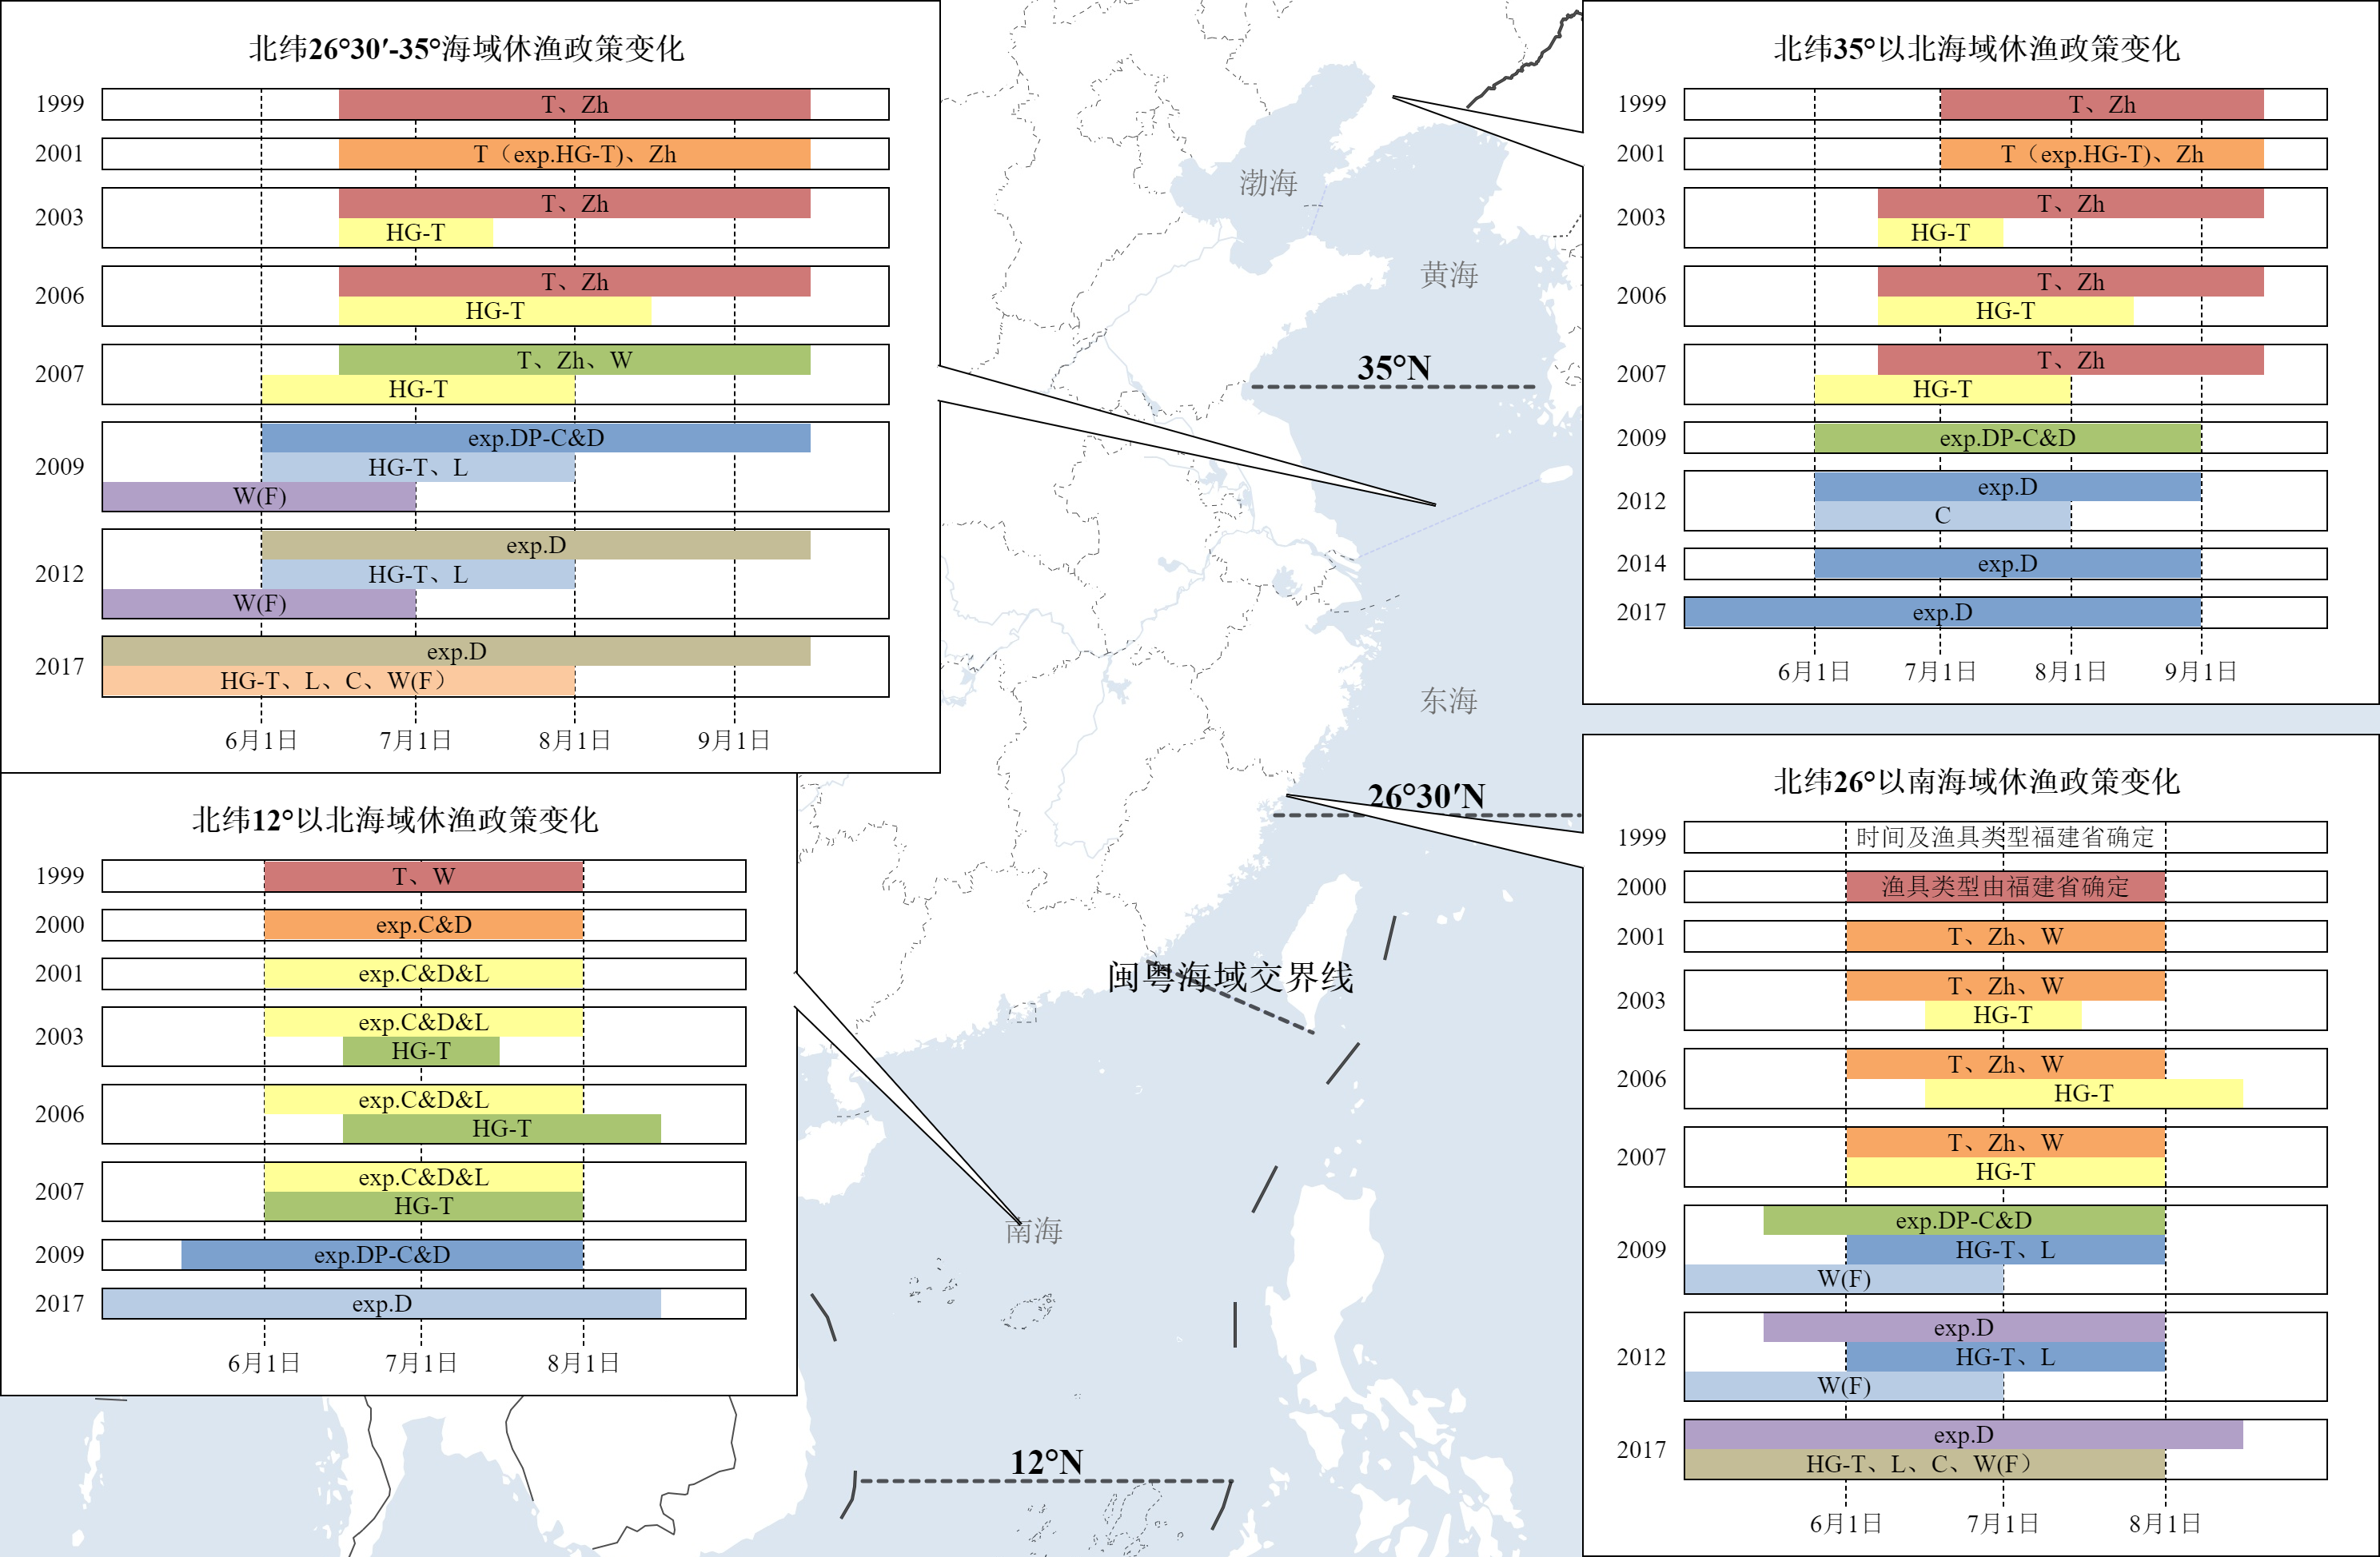 北纬26°30′-35°海域休渔政策变化
1999
T、Zh
2001
T（exp.HG-T)、Zh
2003
T、Zh
HG-T
2006
T、Zh
HG-T
2007
T、Zh、W
HG-T
2009
exp.DP-C&D
HG-T、L
W(F)
2012
exp.D
HG-T、L
W(F)
2017
exp.D
HG-T、L、C、W(F）
6月1日 7月1日 8月1日 9月1日
北纬35°以北海域休渔政策变化
1999
T、Zh
2001
T（exp.HG-T)、Zh
2003
T、Zh
HG-T
2006
T、Zh
HG-T
2007
T、Zh
HG-T
2009
exp.DP-C&D
2012
exp.D
C
2014
exp.D
2017
exp.D
6月1日 7月1日 8月1日 9月1日
渤海
黄海
35°N
东海
26°30′N
闽粤海域交界线
南海
12°N
北纬12°以北海域休渔政策变化
1999
T、W
2000
exp.C&D
2001
exp.C&D&L
2003
exp.C&D&L
HG-T
2006
exp.C&D&L
HG-T
2007
exp.C&D&L
HG-T
2009
exp.DP-C&D
2017
exp.D
6月1日 7月1日 8月1日
北纬26°以南海域休渔政策变化
1999
时间及渔具类型福建省确定
2000
渔具类型由福建省确定
2001
T、Zh、W
2003
T、Zh、W
HG-T
2006
T、Zh、W
HG-T
2007
T、Zh、W
HG-T
2009
exp.DP-C&D
HG-T、L
W(F)
2012
exp.D
HG-T、L
W(F)
2017
exp.D
HG-T、L、C、W(F）
6月1日 7月1日 8月1日